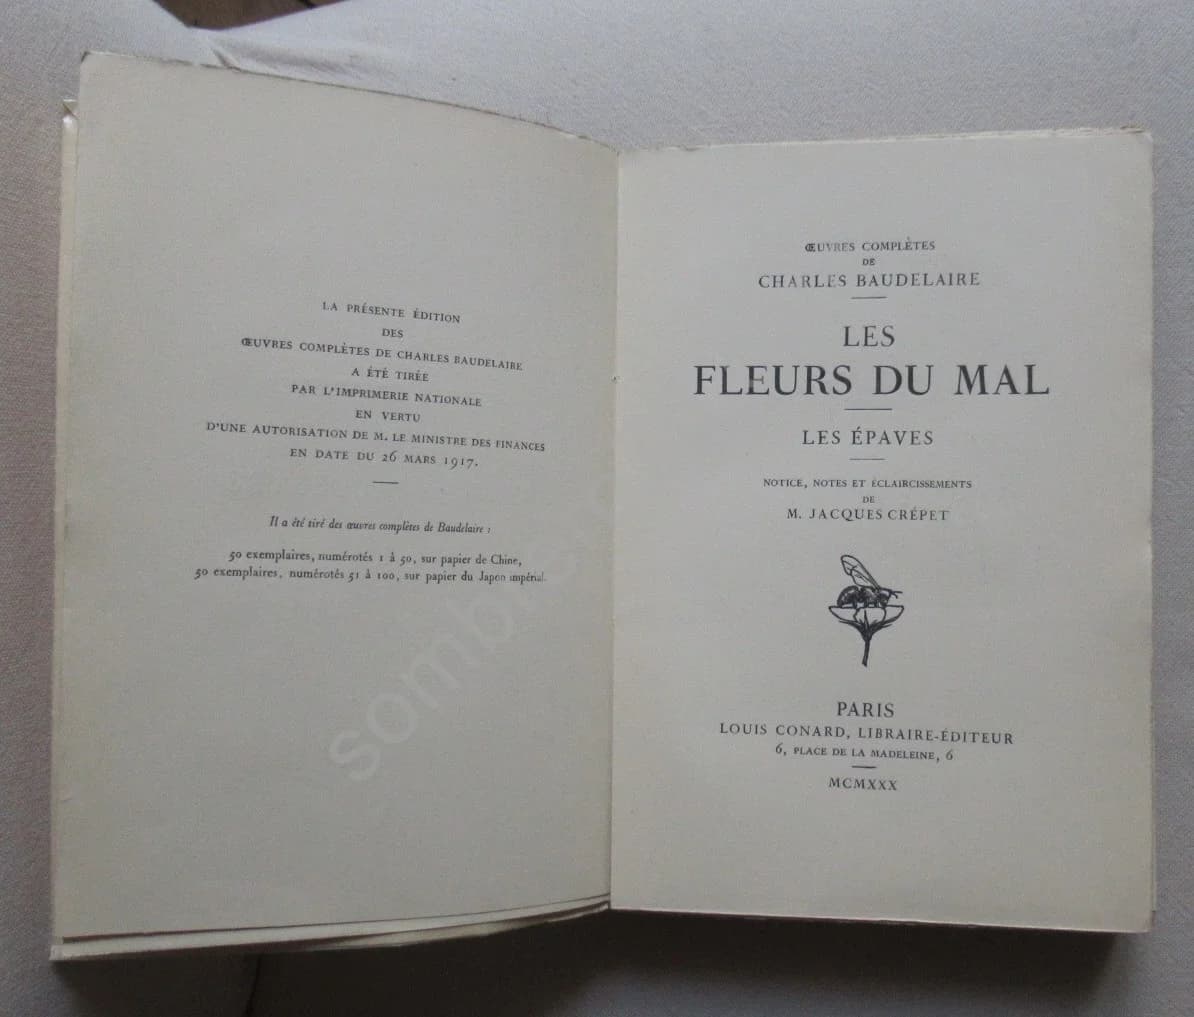 LA PRÉSENTE ÉDITION
DES
ŒUVRES COMPLÈTES DE CHARLES BAUDELAIRE
A ÉTÉ TIRÉE
PAR L'IMPRIMERIE NATIONALE
EN VERTU
D'UNE AUTORISATION DE M. LE MINISTRE DES FINANCES
EN DATE DU 26 MARS 1917.
Il a été tiré des œuvres complètes de Baudelaire :
50 exemplaires, numérotés 1 à 50, sur papier de Chine,
50 exemplaires, numérotés 51 à 100, sur papier du Japon impérial.
ŒUVRES COMPLÈTES
DE
CHARLES BAUDELAIRE
LES
FLEURS DU MAL
LES ÉPAVES
NOTICE, NOTES ET ÉCLAIRCISSEMENTS
DE
M. JACQUES CRÉPET
PARIS
LOUIS CONARD, LIBRAIRE-ÉDITEUR
6, PLACE DE LA MADELEINE, 6
MCMXXX